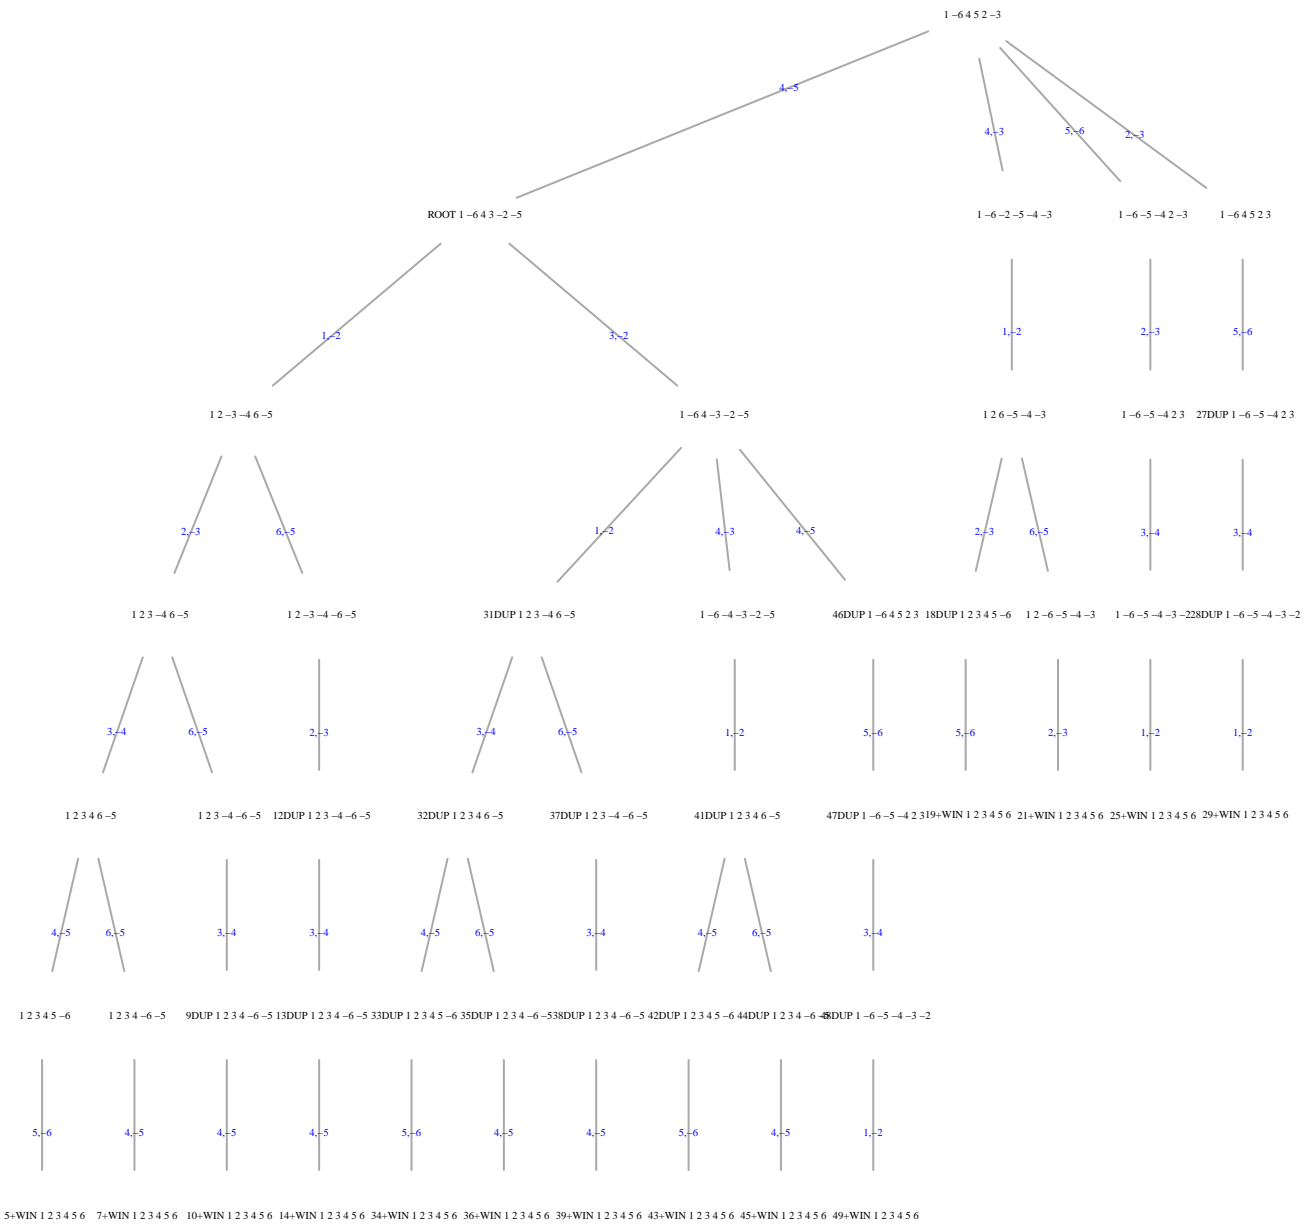 1 −6 4 5 2 −3
4,−5
4,−3
5,−6
2,−3
ROOT 1 −6 4 3 −2 −5
1 −6 −2 −5 −4 −3
1 −6 −5 −4 2 −3
1 −6 4 5 2 3
1,−2
3,−2
1,−2
2,−3
5,−6
1 2 −3 −4 6 −5
1 −6 4 −3 −2 −5
1 2 6 −5 −4 −3
1 −6 −5 −4 2 3
27DUP 1 −6 −5 −4 2 3
2,−3
6,−5
1,−2
4,−3
4,−5
2,−3
6,−5
3,−4
3,−4
1 2 3 −4 6 −5
1 2 −3 −4 −6 −5
31DUP 1 2 3 −4 6 −5
1 −6 −4 −3 −2 −5
46DUP 1 −6 4 5 2 3
18DUP 1 2 3 4 5 −6
1 2 −6 −5 −4 −3
1 −6 −5 −4 −3 −2
28DUP 1 −6 −5 −4 −3 −2
3,−4
6,−5
2,−3
3,−4
6,−5
1,−2
5,−6
5,−6
2,−3
1,−2
1,−2
1 2 3 4 6 −5
1 2 3 −4 −6 −5
12DUP 1 2 3 −4 −6 −5
32DUP 1 2 3 4 6 −5
37DUP 1 2 3 −4 −6 −5
41DUP 1 2 3 4 6 −5
47DUP 1 −6 −5 −4 2 3
19+WIN 1 2 3 4 5 6
21+WIN 1 2 3 4 5 6
25+WIN 1 2 3 4 5 6
29+WIN 1 2 3 4 5 6
4,−5
6,−5
3,−4
3,−4
4,−5
6,−5
3,−4
4,−5
6,−5
3,−4
1 2 3 4 5 −6
1 2 3 4 −6 −5
9DUP 1 2 3 4 −6 −5
13DUP 1 2 3 4 −6 −5
33DUP 1 2 3 4 5 −6
35DUP 1 2 3 4 −6 −5
38DUP 1 2 3 4 −6 −5
42DUP 1 2 3 4 5 −6
44DUP 1 2 3 4 −6 −5
48DUP 1 −6 −5 −4 −3 −2
5,−6
4,−5
4,−5
4,−5
5,−6
4,−5
4,−5
5,−6
4,−5
1,−2
5+WIN 1 2 3 4 5 6
7+WIN 1 2 3 4 5 6
10+WIN 1 2 3 4 5 6
14+WIN 1 2 3 4 5 6
34+WIN 1 2 3 4 5 6
36+WIN 1 2 3 4 5 6
39+WIN 1 2 3 4 5 6
43+WIN 1 2 3 4 5 6
45+WIN 1 2 3 4 5 6
49+WIN 1 2 3 4 5 6